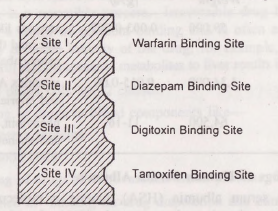 Site I Warfarin Binding Site
Site II Diazepam Binding Site
Site III Digitoxin Binding Site
Site IV Tamoxifen Binding Site